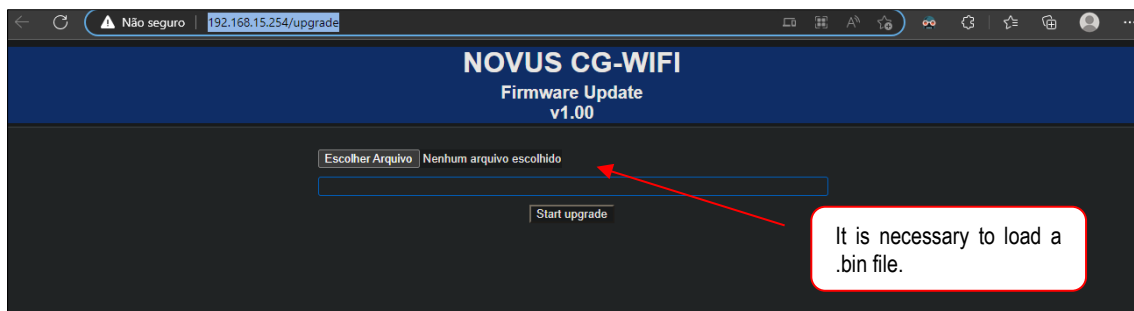 Não seguro | 192.168.15.254/upgrade
NOVUS CG-WIFI
Firmware Update
v1.00
Escolher Arquivo Nenhum arquivo escolhido
Start upgrade
It is necessary to load a
.bin file.